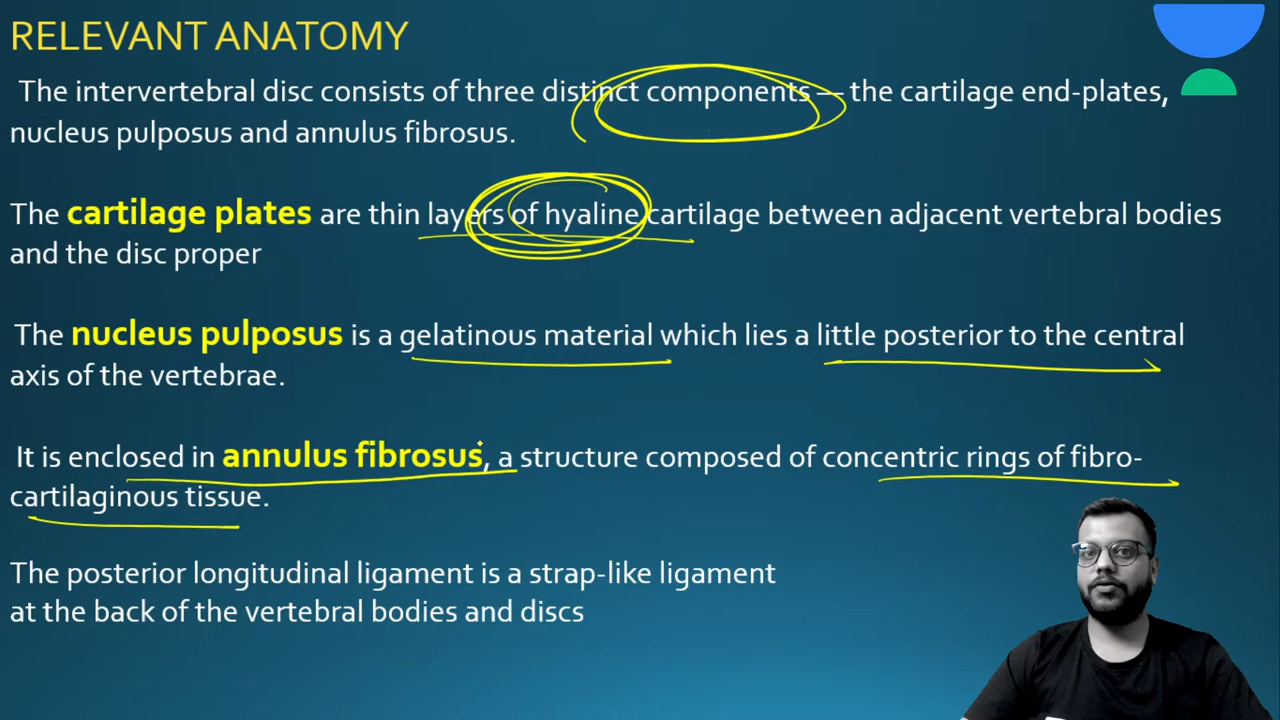 RELEVANT ANATOMY
The intervertebral disc consists of three distinct components — the cartilage end-plates,
nucleus pulposus and annulus fibrosus.
The cartilage plates are thin layers of hyaline cartilage between adjacent vertebral bodies
and the disc proper
The nucleus pulposus is a gelatinous material which lies a little posterior to the central
axis of the vertebrae.
It is enclosed in annulus fibrosus, a structure composed of concentric rings of fibro-
cartilaginous tissue.
The posterior longitudinal ligament is a strap-like ligament
at the back of the vertebral bodies and discs